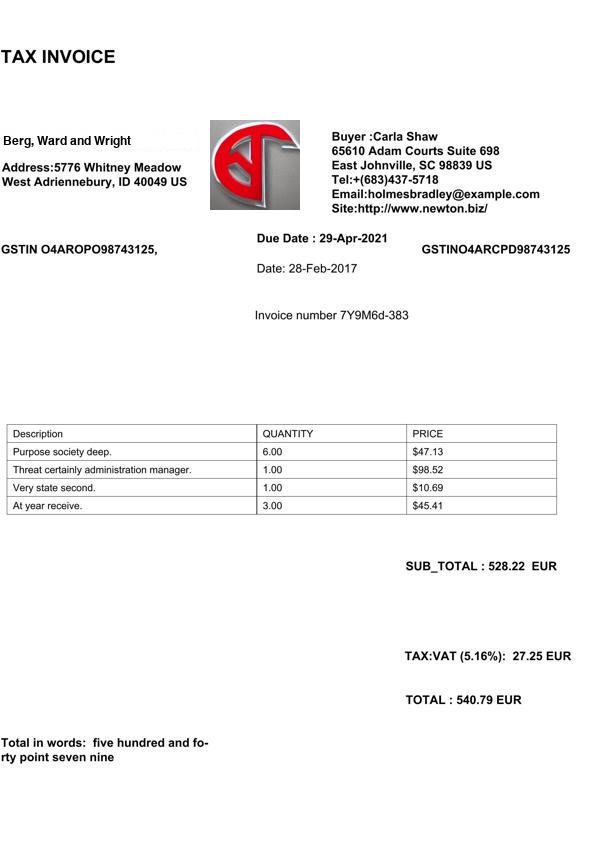 TAX INVOICE
Berg, Ward and Wright
Address:5776 Whitney Meadow
West Adriennebury, ID 40049 US
Buyer :Carla Shaw
65610 Adam Courts Suite 698
East Johnville, SC 98839 US
Tel:+(683)437-5718
Email:holmesbradley@example.com
Site:http://www.newton.biz/
GSTIN O4AROPO98743125,
Due Date : 29-Apr-2021
GSTINO4ARCPD98743125
Date: 28-Feb-2017
Invoice number 7Y9M6d-383
Description QUANTITY PRICE
Purpose society deep. 6.00 $47.13
Threat certainly administration manager. 1.00 $98.52
Very state second. 1.00 $10.69
At year receive. 3.00 $45.41
SUB_TOTAL : 528.22 EUR
TAX:VAT (5.16%): 27.25 EUR
TOTAL : 540.79 EUR
Total in words: five hundred and fo-
rty point seven nine